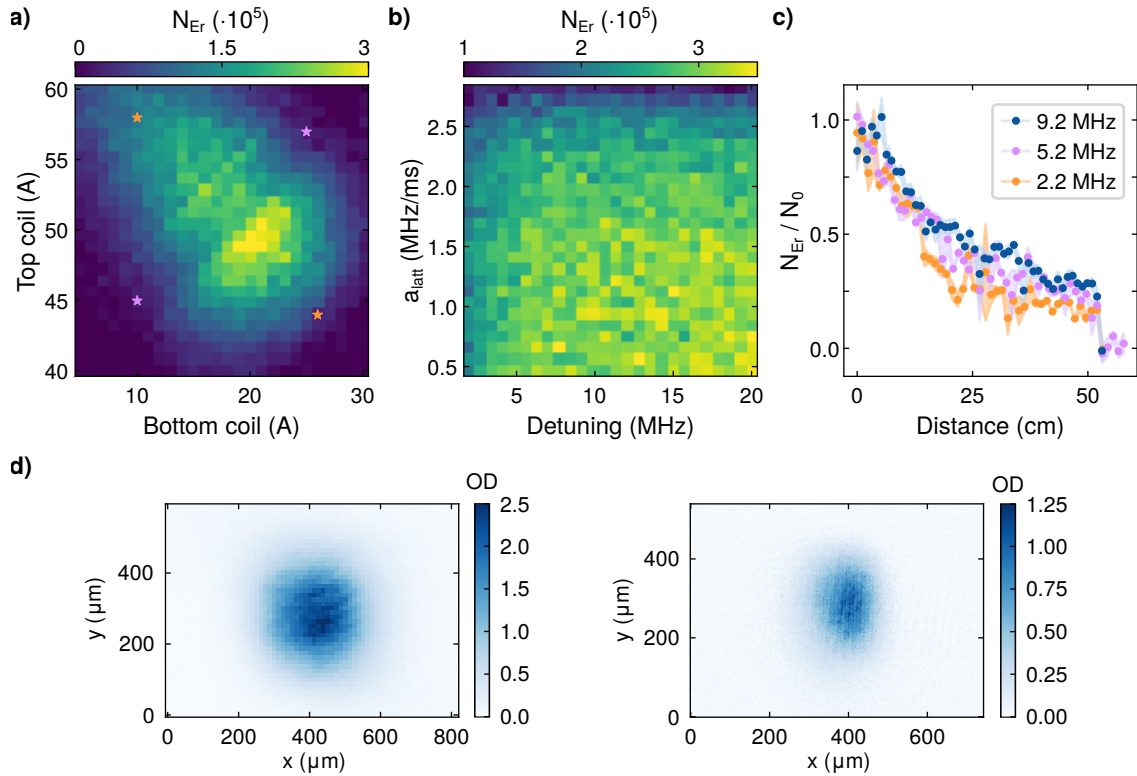 a)
N_Er (·10^5)
0 1.5 3
60
55
50
45
40
Top coil (A)
10 20 30
Bottom coil (A)
b)
N_Er (·10^5)
1 2 3
2.5
2.0
1.5
1.0
0.5
a_latt (MHz/ms)
5 10 15 20
Detuning (MHz)
c)
9.2 MHz
5.2 MHz
2.2 MHz
1.0
0.5
0.0
N_Er / N_0
0 25 50
Distance (cm)
d)
OD
2.5
2.0
1.5
1.0
0.5
0.0
400
200
0
y (μm)
0 200 400 600 800
x (μm)
OD
1.25
1.00
0.75
0.50
0.25
0.00
400
200
0
y (μm)
0 200 400 600
x (μm)